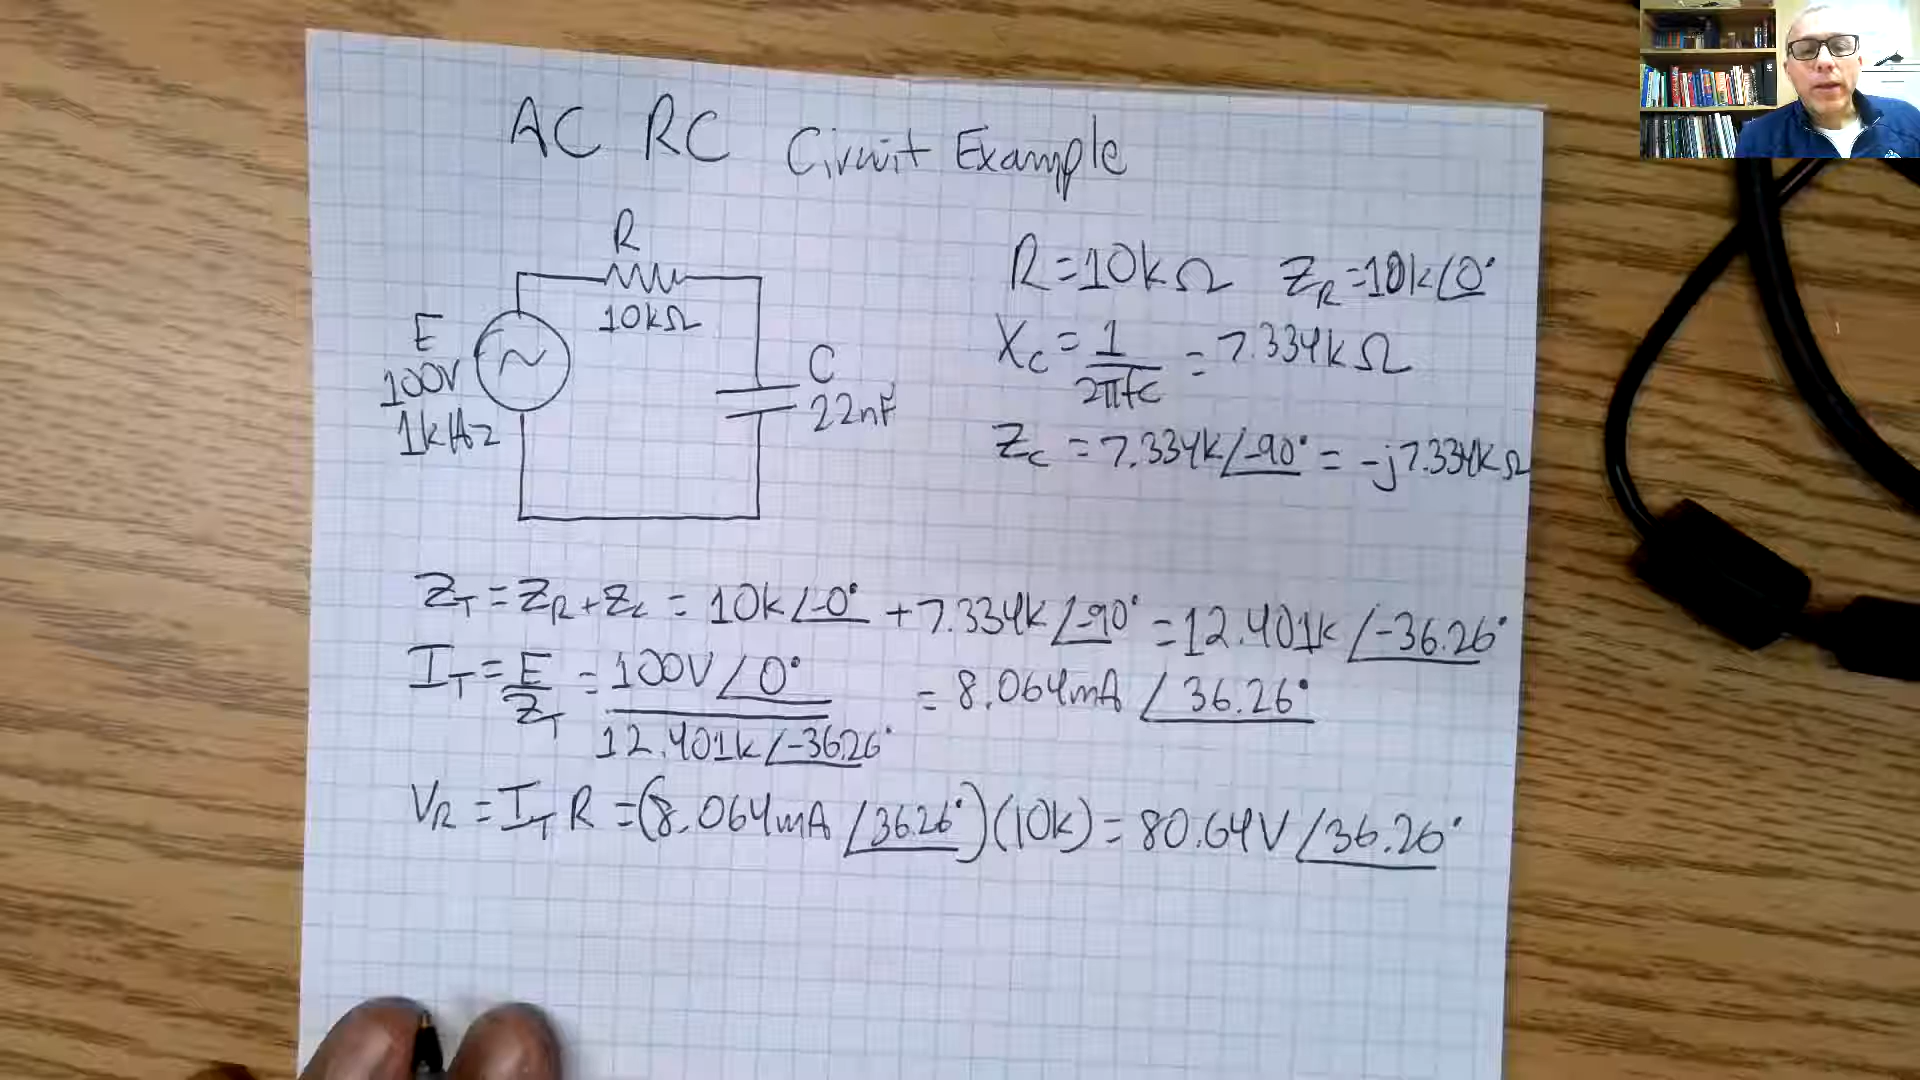 AC RC Circuit Example
R
10kΩ
E
100V
1kHz
C
22nF
R = 10kΩ Z_R = 10k∠0°
X_C = 1/2πfC = 7.334kΩ
Z_C = 7.334k∠-90° = -j7.334kΩ
Z_T = Z_R + Z_C = 10k∠-0° + 7.334k∠-90° = 12.401k∠-36.26°
I_T = E/Z_T = 100V∠0° / 12.401k∠-36.26° = 8.064mA∠36.26°
V_R = I_T R = (8.064mA∠36.26°)(10k) = 80.64V∠36.26°